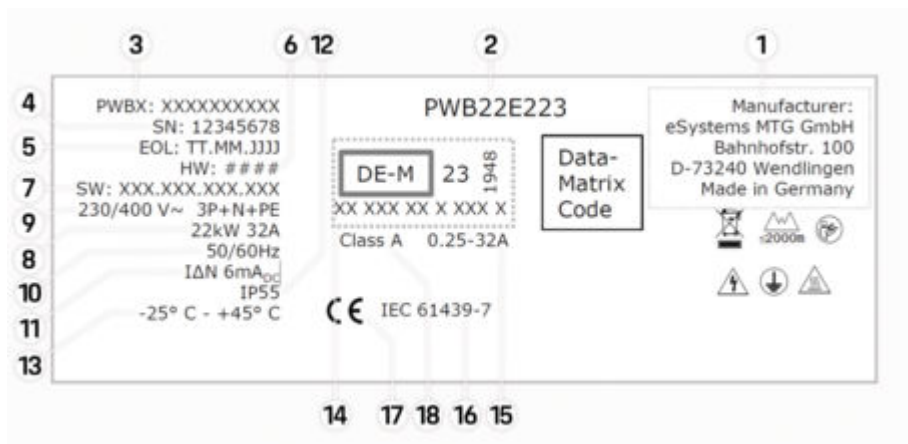 3
6 12
2
1
4
5
7
9
8
10
11
13
PWBX: XXXXXXXXXX
SN: 12345678
EOL: TT.MM.JJJJ
HW: ####
SW: XXX.XXX.XXX.XXX
230/400 V~ 3P+N+PE
22kW 32A
50/60Hz
IΔN 6mADC
IP55
-25° C - +45° C
PWB22E223
DE-M 23 1948
XX XXX XX X XXX X
Class A 0.25-32A
CE IEC 61439-7
Data-
Matrix
Code
Manufacturer:
eSystems MTG GmbH
Bahnhofstr. 100
D-73240 Wendlingen
Made in Germany
≤2000m
14 17 18 16 15